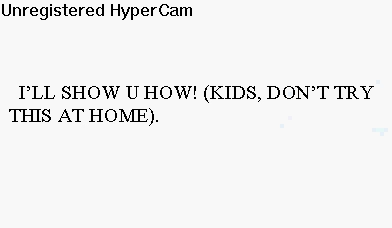 Unregistered HyperCam
I’LL SHOW U HOW! (KIDS, DON’T TRY
THIS AT HOME).